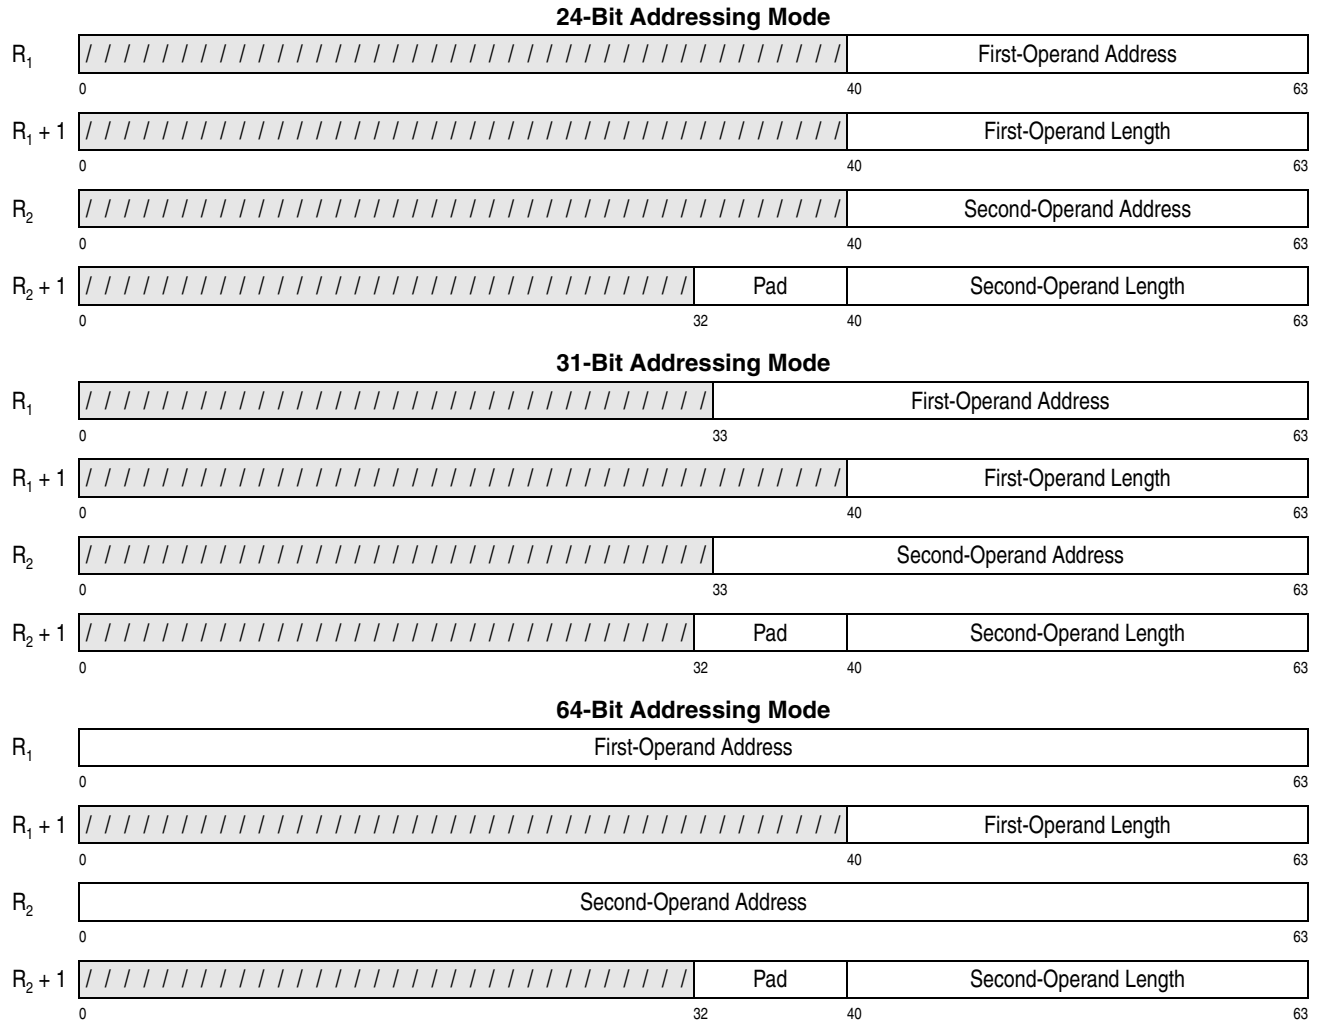 24-Bit Addressing Mode
R1 / / / / / / / / / / / / / / / / / / / / / / / / / / / / / / / / / / / / / / / / First-Operand Address
0 40 63
R1 + 1 / / / / / / / / / / / / / / / / / / / / / / / / / / / / / / / / / / / / / / / / First-Operand Length
0 40 63
R2 / / / / / / / / / / / / / / / / / / / / / / / / / / / / / / / / / / / / / / / / Second-Operand Address
0 40 63
R2 + 1 / / / / / / / / / / / / / / / / / / / / / / / / / / / / / / / / Pad Second-Operand Length
0 32 40 63
31-Bit Addressing Mode
R1 / / / / / / / / / / / / / / / / / / / / / / / / / / / / / / / / / First-Operand Address
0 33 63
R1 + 1 / / / / / / / / / / / / / / / / / / / / / / / / / / / / / / / / / / / / / / / / First-Operand Length
0 40 63
R2 / / / / / / / / / / / / / / / / / / / / / / / / / / / / / / / / / Second-Operand Address
0 33 63
R2 + 1 / / / / / / / / / / / / / / / / / / / / / / / / / / / / / / / / Pad Second-Operand Length
0 32 40 63
64-Bit Addressing Mode
R1 First-Operand Address
0 63
R1 + 1 / / / / / / / / / / / / / / / / / / / / / / / / / / / / / / / / / / / / / / / / First-Operand Length
0 40 63
R2 Second-Operand Address
0 63
R2 + 1 / / / / / / / / / / / / / / / / / / / / / / / / / / / / / / / / Pad Second-Operand Length
0 32 40 63